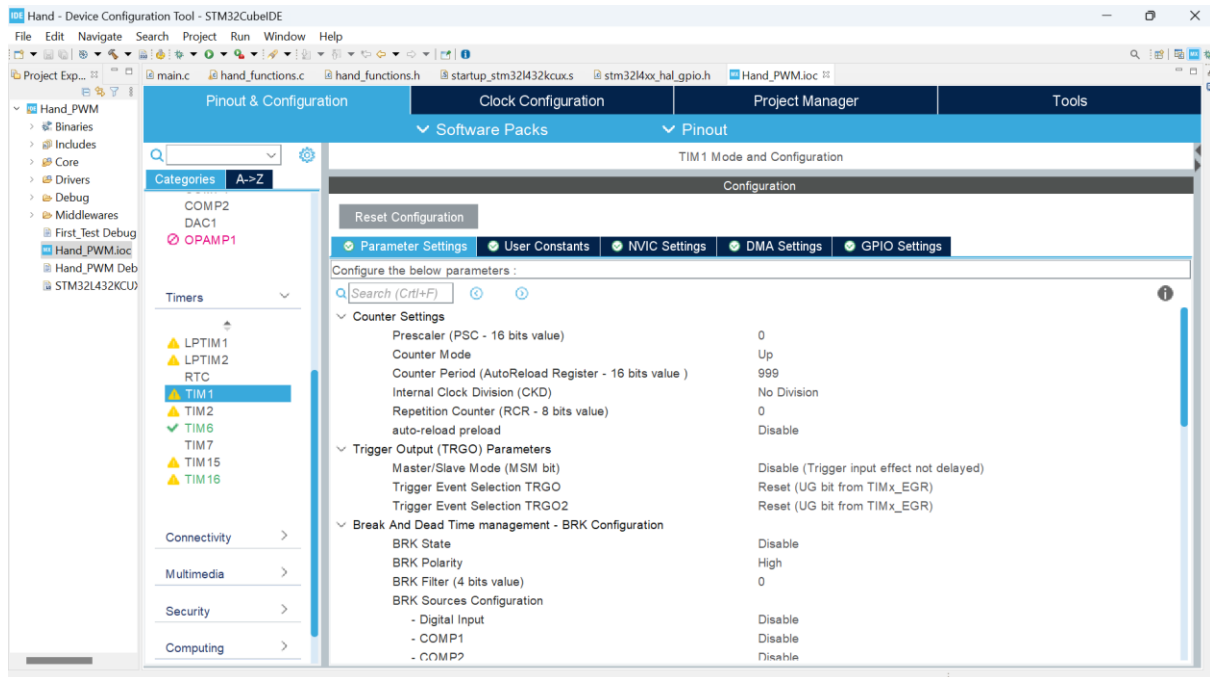 IDE Hand - Device Configuration Tool - STM32CubeIDE
File Edit Navigate Search Project Run Window Help
Project Exp...
main.c hand_functions.c hand_functions.h startup_stm32l432kcux.s stm32l4xx_hal_gpio.h Hand_PWM.ioc
Hand_PWM
Binaries
Includes
Core
Drivers
Debug
Middlewares
First_Test Debug
Hand_PWM.ioc
Hand_PWM Deb
STM32L432KCUX
Pinout & Configuration Clock Configuration Project Manager Tools
Software Packs Pinout
Categories A->Z
COMP2
DAC1
OPAMP1
Timers
LPTIM1
LPTIM2
RTC
TIM1
TIM2
TIM6
TIM7
TIM15
TIM16
Connectivity
Multimedia
Security
Computing
TIM1 Mode and Configuration
Configuration
Reset Configuration
Parameter Settings User Constants NVIC Settings DMA Settings GPIO Settings
Configure the below parameters :
Search (Crtl+F)
Counter Settings
Prescaler (PSC - 16 bits value) 0
Counter Mode Up
Counter Period (AutoReload Register - 16 bits value ) 999
Internal Clock Division (CKD) No Division
Repetition Counter (RCR - 8 bits value) 0
auto-reload preload Disable
Trigger Output (TRGO) Parameters
Master/Slave Mode (MSM bit) Disable (Trigger input effect not delayed)
Trigger Event Selection TRGO Reset (UG bit from TIMx_EGR)
Trigger Event Selection TRGO2 Reset (UG bit from TIMx_EGR)
Break And Dead Time management - BRK Configuration
BRK State Disable
BRK Polarity High
BRK Filter (4 bits value) 0
BRK Sources Configuration
- Digital Input Disable
- COMP1 Disable
- COMP2 Disable